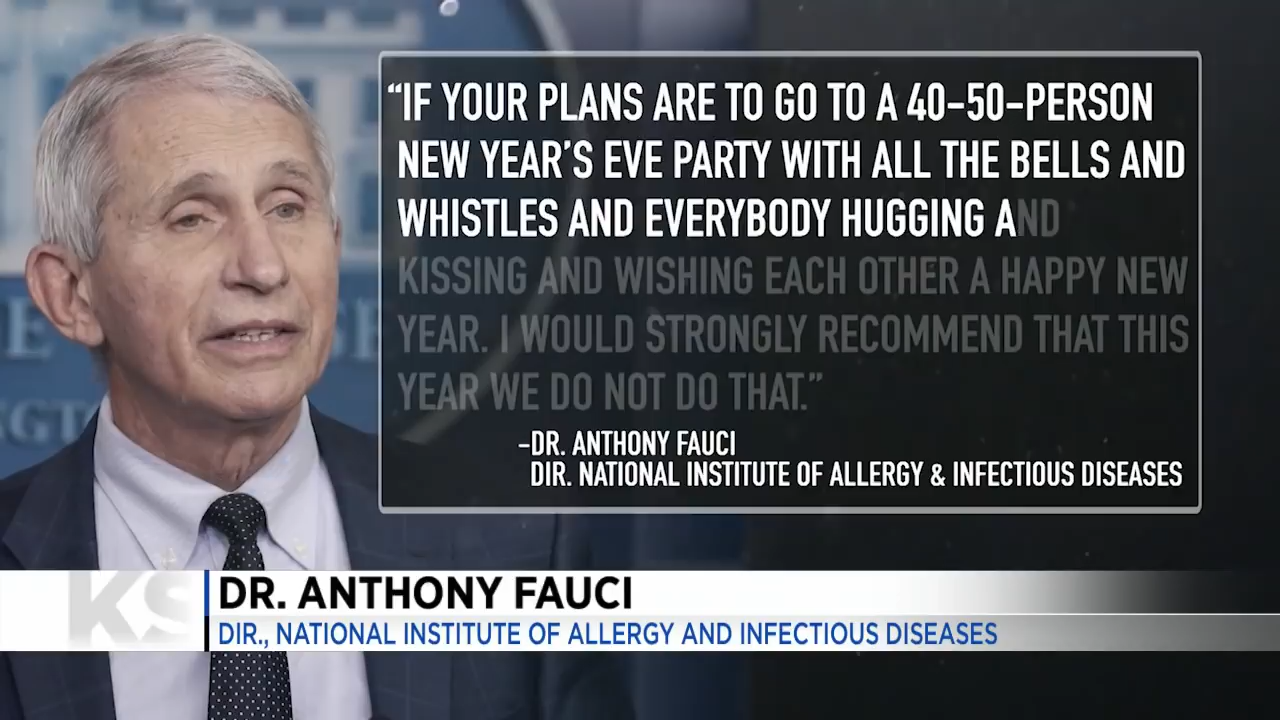 “IF YOUR PLANS ARE TO GO TO A 40-50-PERSON
NEW YEAR’S EVE PARTY WITH ALL THE BELLS AND
WHISTLES AND EVERYBODY HUGGING AND
KISSING AND WISHING EACH OTHER A HAPPY NEW
YEAR. I WOULD STRONGLY RECOMMEND THAT THIS
YEAR WE DO NOT DO THAT.”
-DR. ANTHONY FAUCI
DIR. NATIONAL INSTITUTE OF ALLERGY & INFECTIOUS DISEASES
KS
DR. ANTHONY FAUCI
DIR., NATIONAL INSTITUTE OF ALLERGY AND INFECTIOUS DISEASES